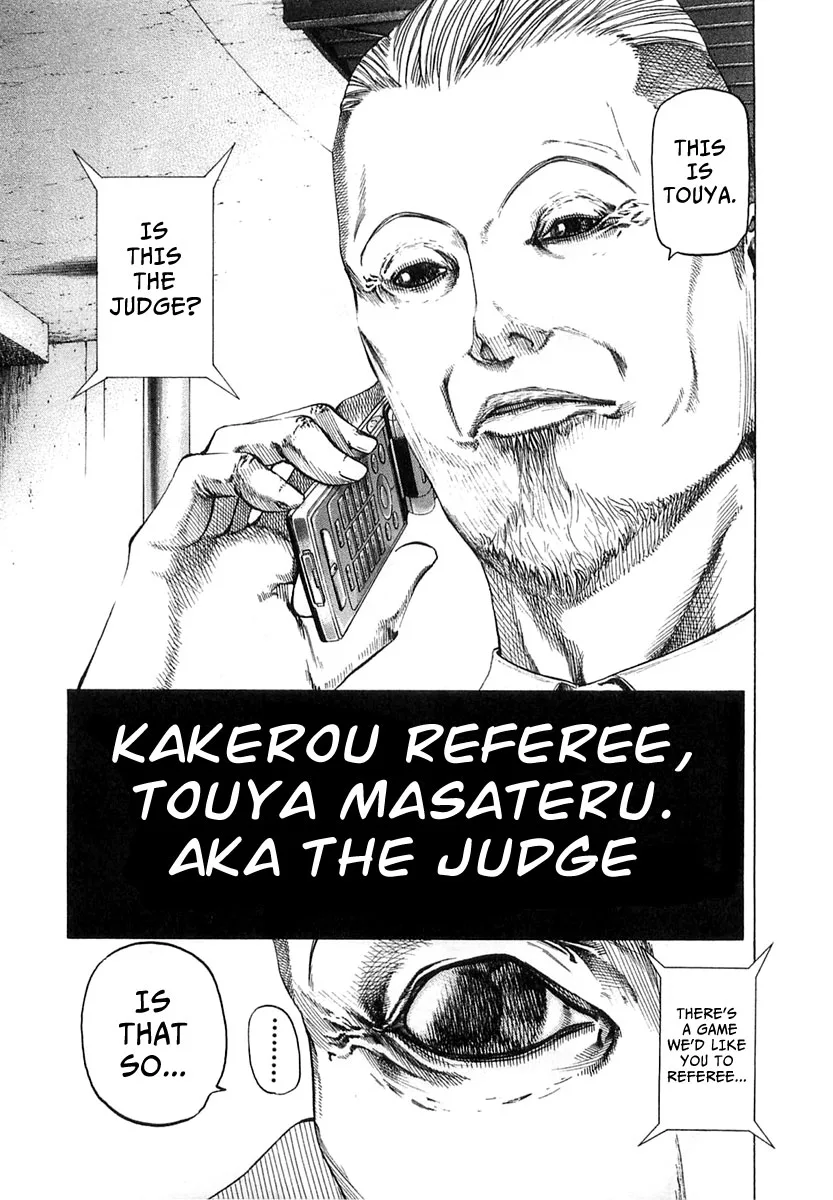 THIS
IS
TOUYA.
IS
THIS
THE
JUDGE?
KAKEROU REFEREE,
TOUYA MASATERU.
AKA THE JUDGE
THERE'S
A GAME
WE'D LIKE
YOU TO
REFEREE...
........
IS
THAT
SO...